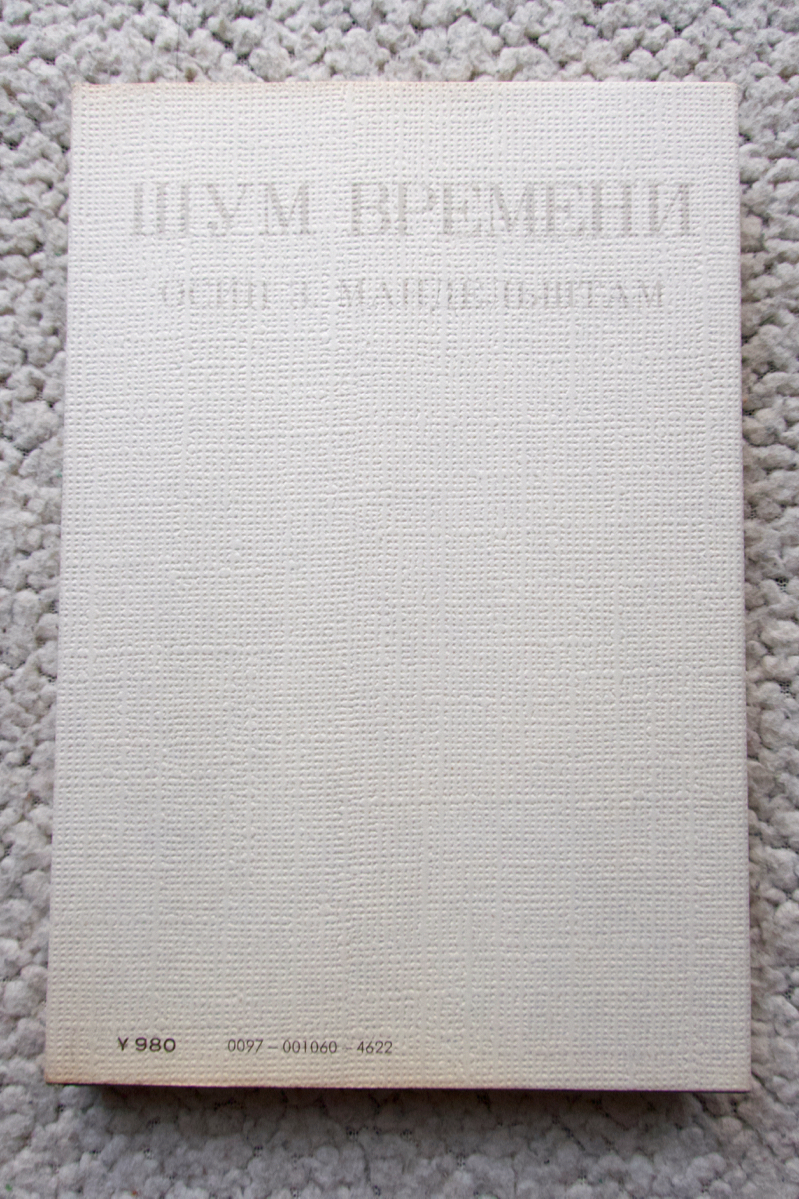 ШУМ ВРЕМЕНИ
ОСИП Э. МАНДЕЛЬШТАМ
¥980 0097-001060-4622